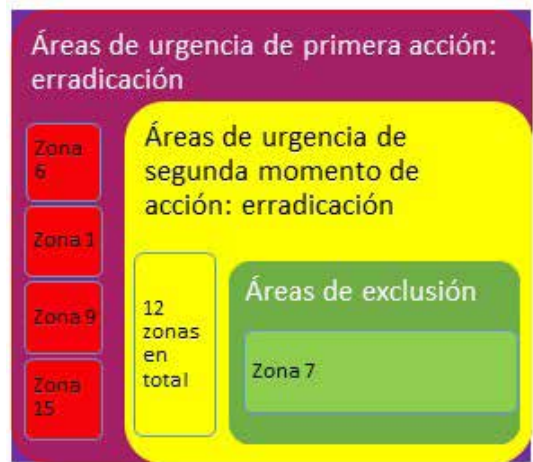 Áreas de urgencia de primera acción:
erradicación
Zona
6
Zona 1
Zona 9
Zona
15
Áreas de urgencia de
segunda momento de
acción: erradicación
12
zonas
en
total
Áreas de exclusión
Zona 7